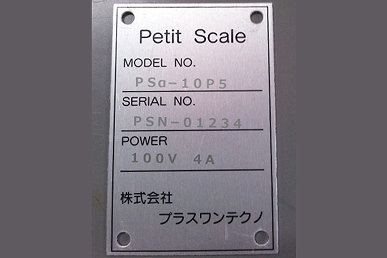 Petit Scale
MODEL NO.
PSα-10P5
SERIAL NO.
PSN-01234
POWER
100V 4A
株式会社
プラスワンテクノ